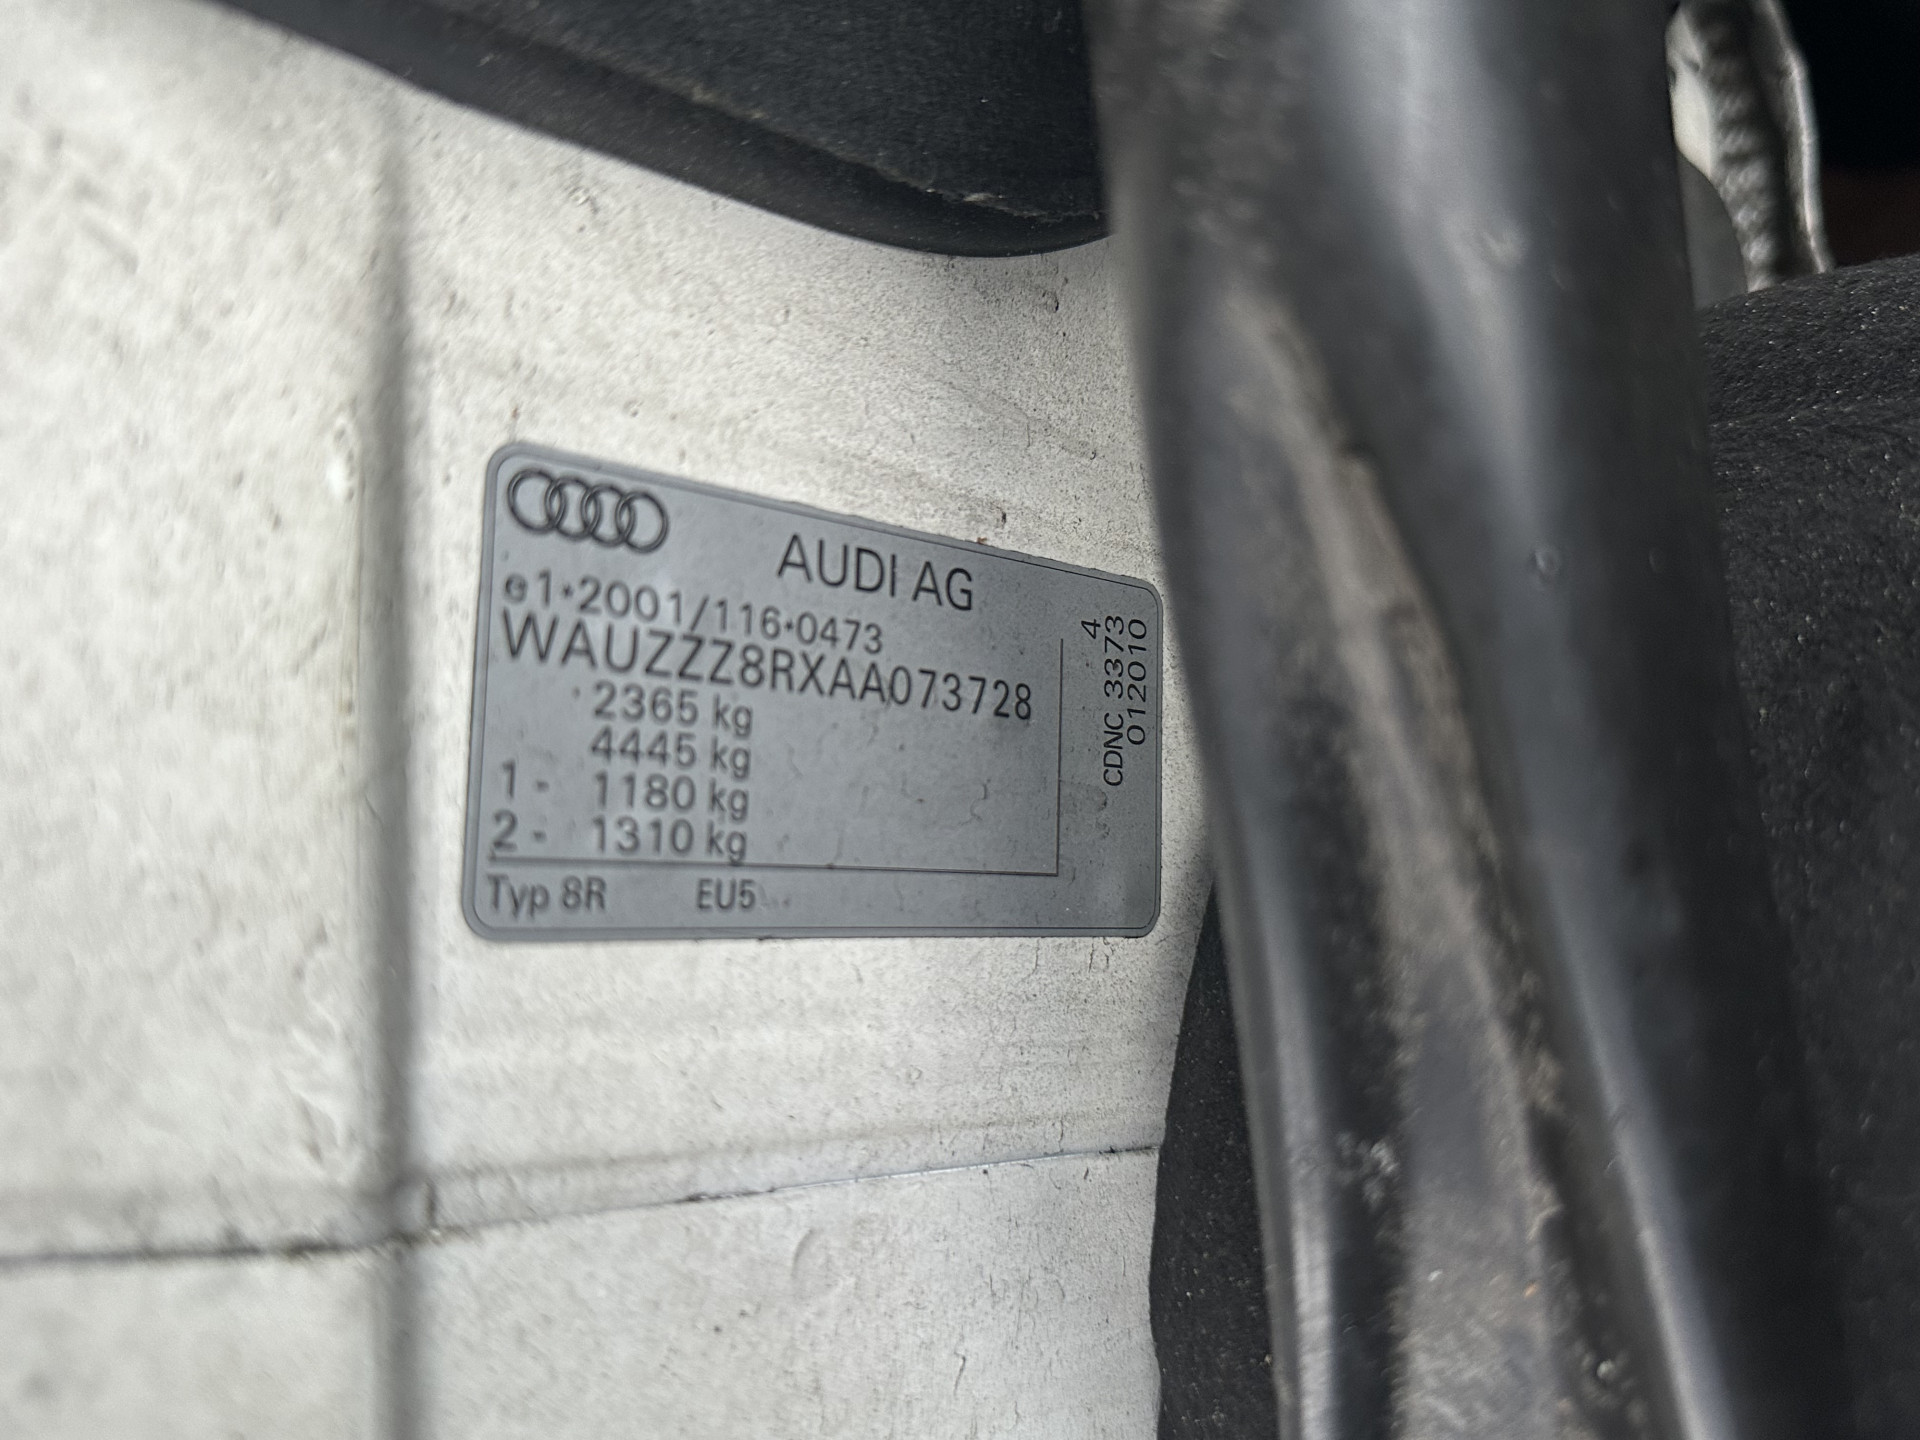 AUDI AG
e1*2001/116*0473
WAUZZZ8RXAA073728
2365 kg
4445 kg
1 - 1180 kg
2 - 1310 kg
Typ 8R EU5
4
CDNC 3373
012010